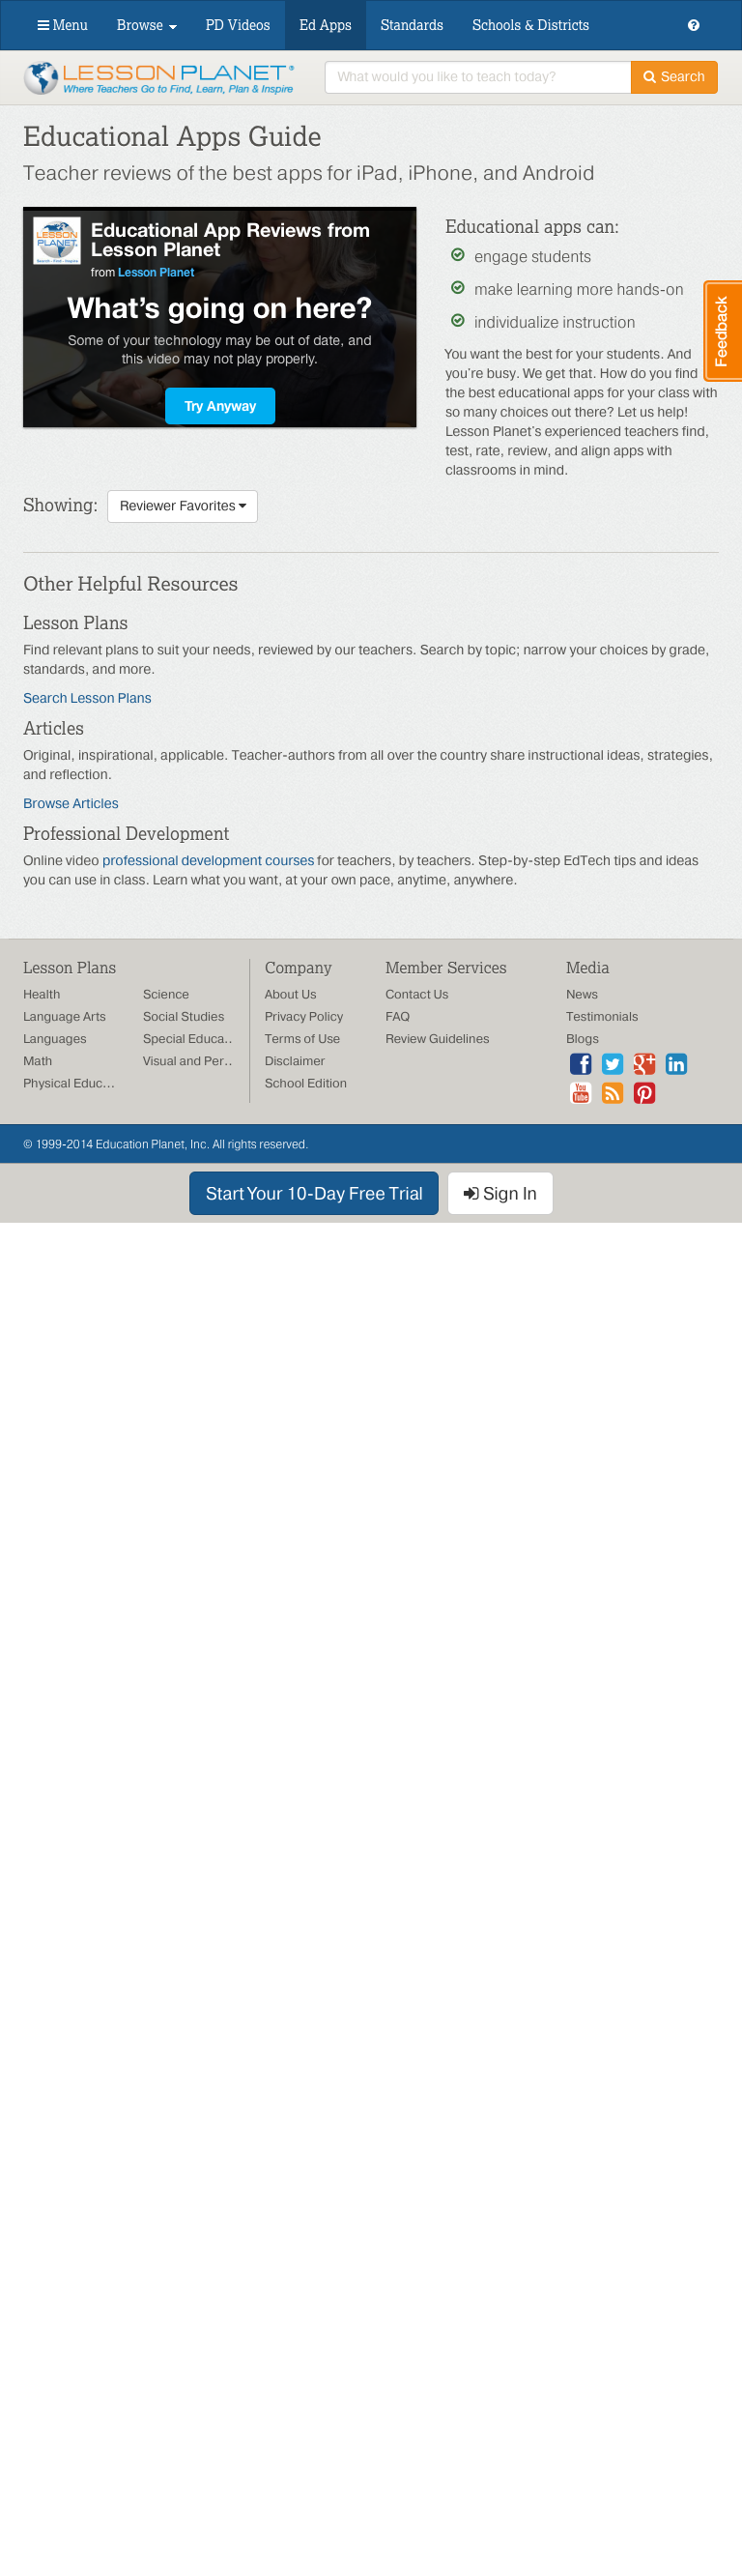 Menu Browse PD Videos Ed Apps Standards Schools & Districts
LESSON PLANET®
Where Teachers Go to Find, Learn, Plan & Inspire
What would you like to teach today?
Search
Educational Apps Guide
Teacher reviews of the best apps for iPad, iPhone, and Android
LESSON
PLANET
Educational App Reviews from
Lesson Planet
from Lesson Planet
What's going on here?
Some of your technology may be out of date, and
this video may not play properly.
Try Anyway
Educational apps can:
engage students
make learning more hands-on
individualize instruction
You want the best for your students. And
you're busy. We get that. How do you find
the best educational apps for your class with
so many choices out there? Let us help!
Lesson Planet's experienced teachers find,
test, rate, review, and align apps with
classrooms in mind.
Feedback
Showing: Reviewer Favorites
Other Helpful Resources
Lesson Plans
Find relevant plans to suit your needs, reviewed by our teachers. Search by topic; narrow your choices by grade,
standards, and more.
Search Lesson Plans
Articles
Original, inspirational, applicable. Teacher-authors from all over the country share instructional ideas, strategies,
and reflection.
Browse Articles
Professional Development
Online video professional development courses for teachers, by teachers. Step-by-step EdTech tips and ideas
you can use in class. Learn what you want, at your own pace, anytime, anywhere.
Lesson Plans
Health
Language Arts
Languages
Math
Physical Educ...
Science
Social Studies
Special Educa..
Visual and Per..
Company
About Us
Privacy Policy
Terms of Use
Disclaimer
School Edition
Member Services
Contact Us
FAQ
Review Guidelines
Media
News
Testimonials
Blogs
You
Tube
© 1999-2014 Education Planet, Inc. All rights reserved.
Start Your 10-Day Free Trial
Sign In